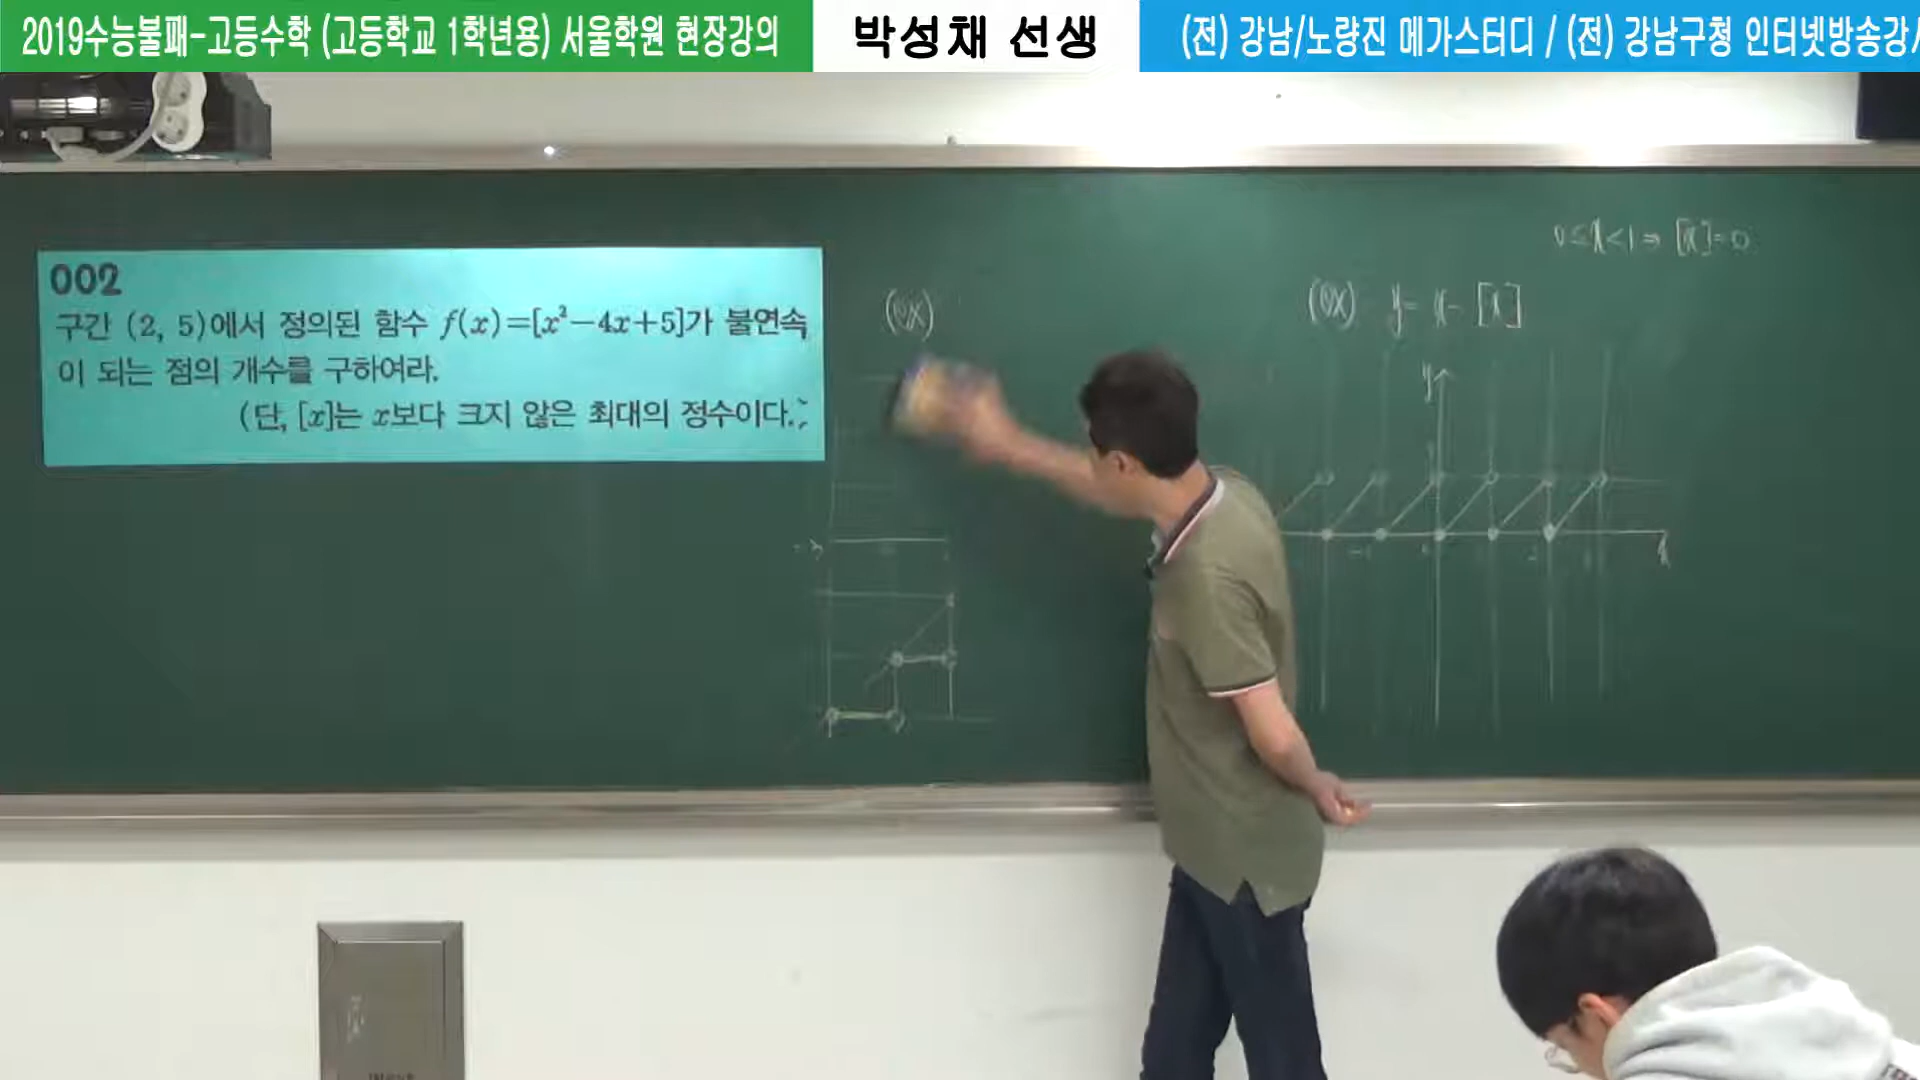 2019수능불패-고등수학 (고등학교 1학년용) 서울학원 현장강의
박성채 선생
(전) 강남/노량진 메가스터디 / (전) 강남구청 인터넷방송강사
002
구간 (2, 5)에서 정의된 함수 f(x)=[x²-4x+5]가 불연속
이 되는 점의 개수를 구하여라.
(단, [x]는 x보다 크지 않은 최대의 정수이다.)
(ex)
0≤x<1 ⇒ [x]=0
(ex) y= x- [x]
y
x